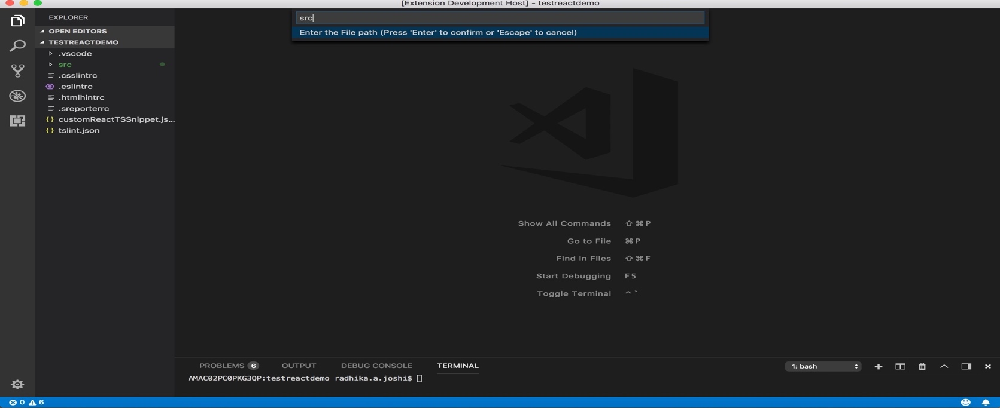 [Extension Development Host] - testreactdemo
EXPLORER
OPEN EDITORS
TESTREACTDEMO
.vscode
src
.csslintrc
.eslintrc
.htmlhintrc
.sreporterrc
{ } customReactTSSnippet.js...
{ } tslint.json
src
Enter the File path (Press 'Enter' to confirm or 'Escape' to cancel)
Show All Commands ⇧ ⌘ P
Go to File ⌘ P
Find in Files ⇧ ⌘ F
Start Debugging F5
Toggle Terminal ^ `
PROBLEMS 6 OUTPUT DEBUG CONSOLE TERMINAL 1: bash
AMAC02PC0PKG3QP:testreactdemo radhika.a.joshi$
0 6